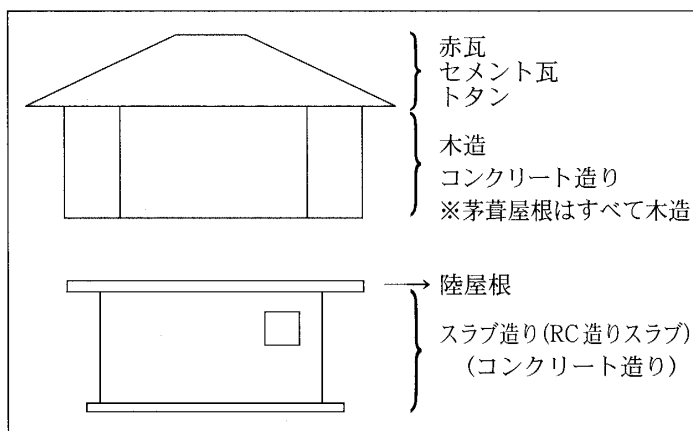 赤瓦
セメント瓦
トタン
木造
コンクリート造り
※茅葺屋根はすべて木造
陸屋根
スラブ造り(RC造りスラブ)
(コンクリート造り)